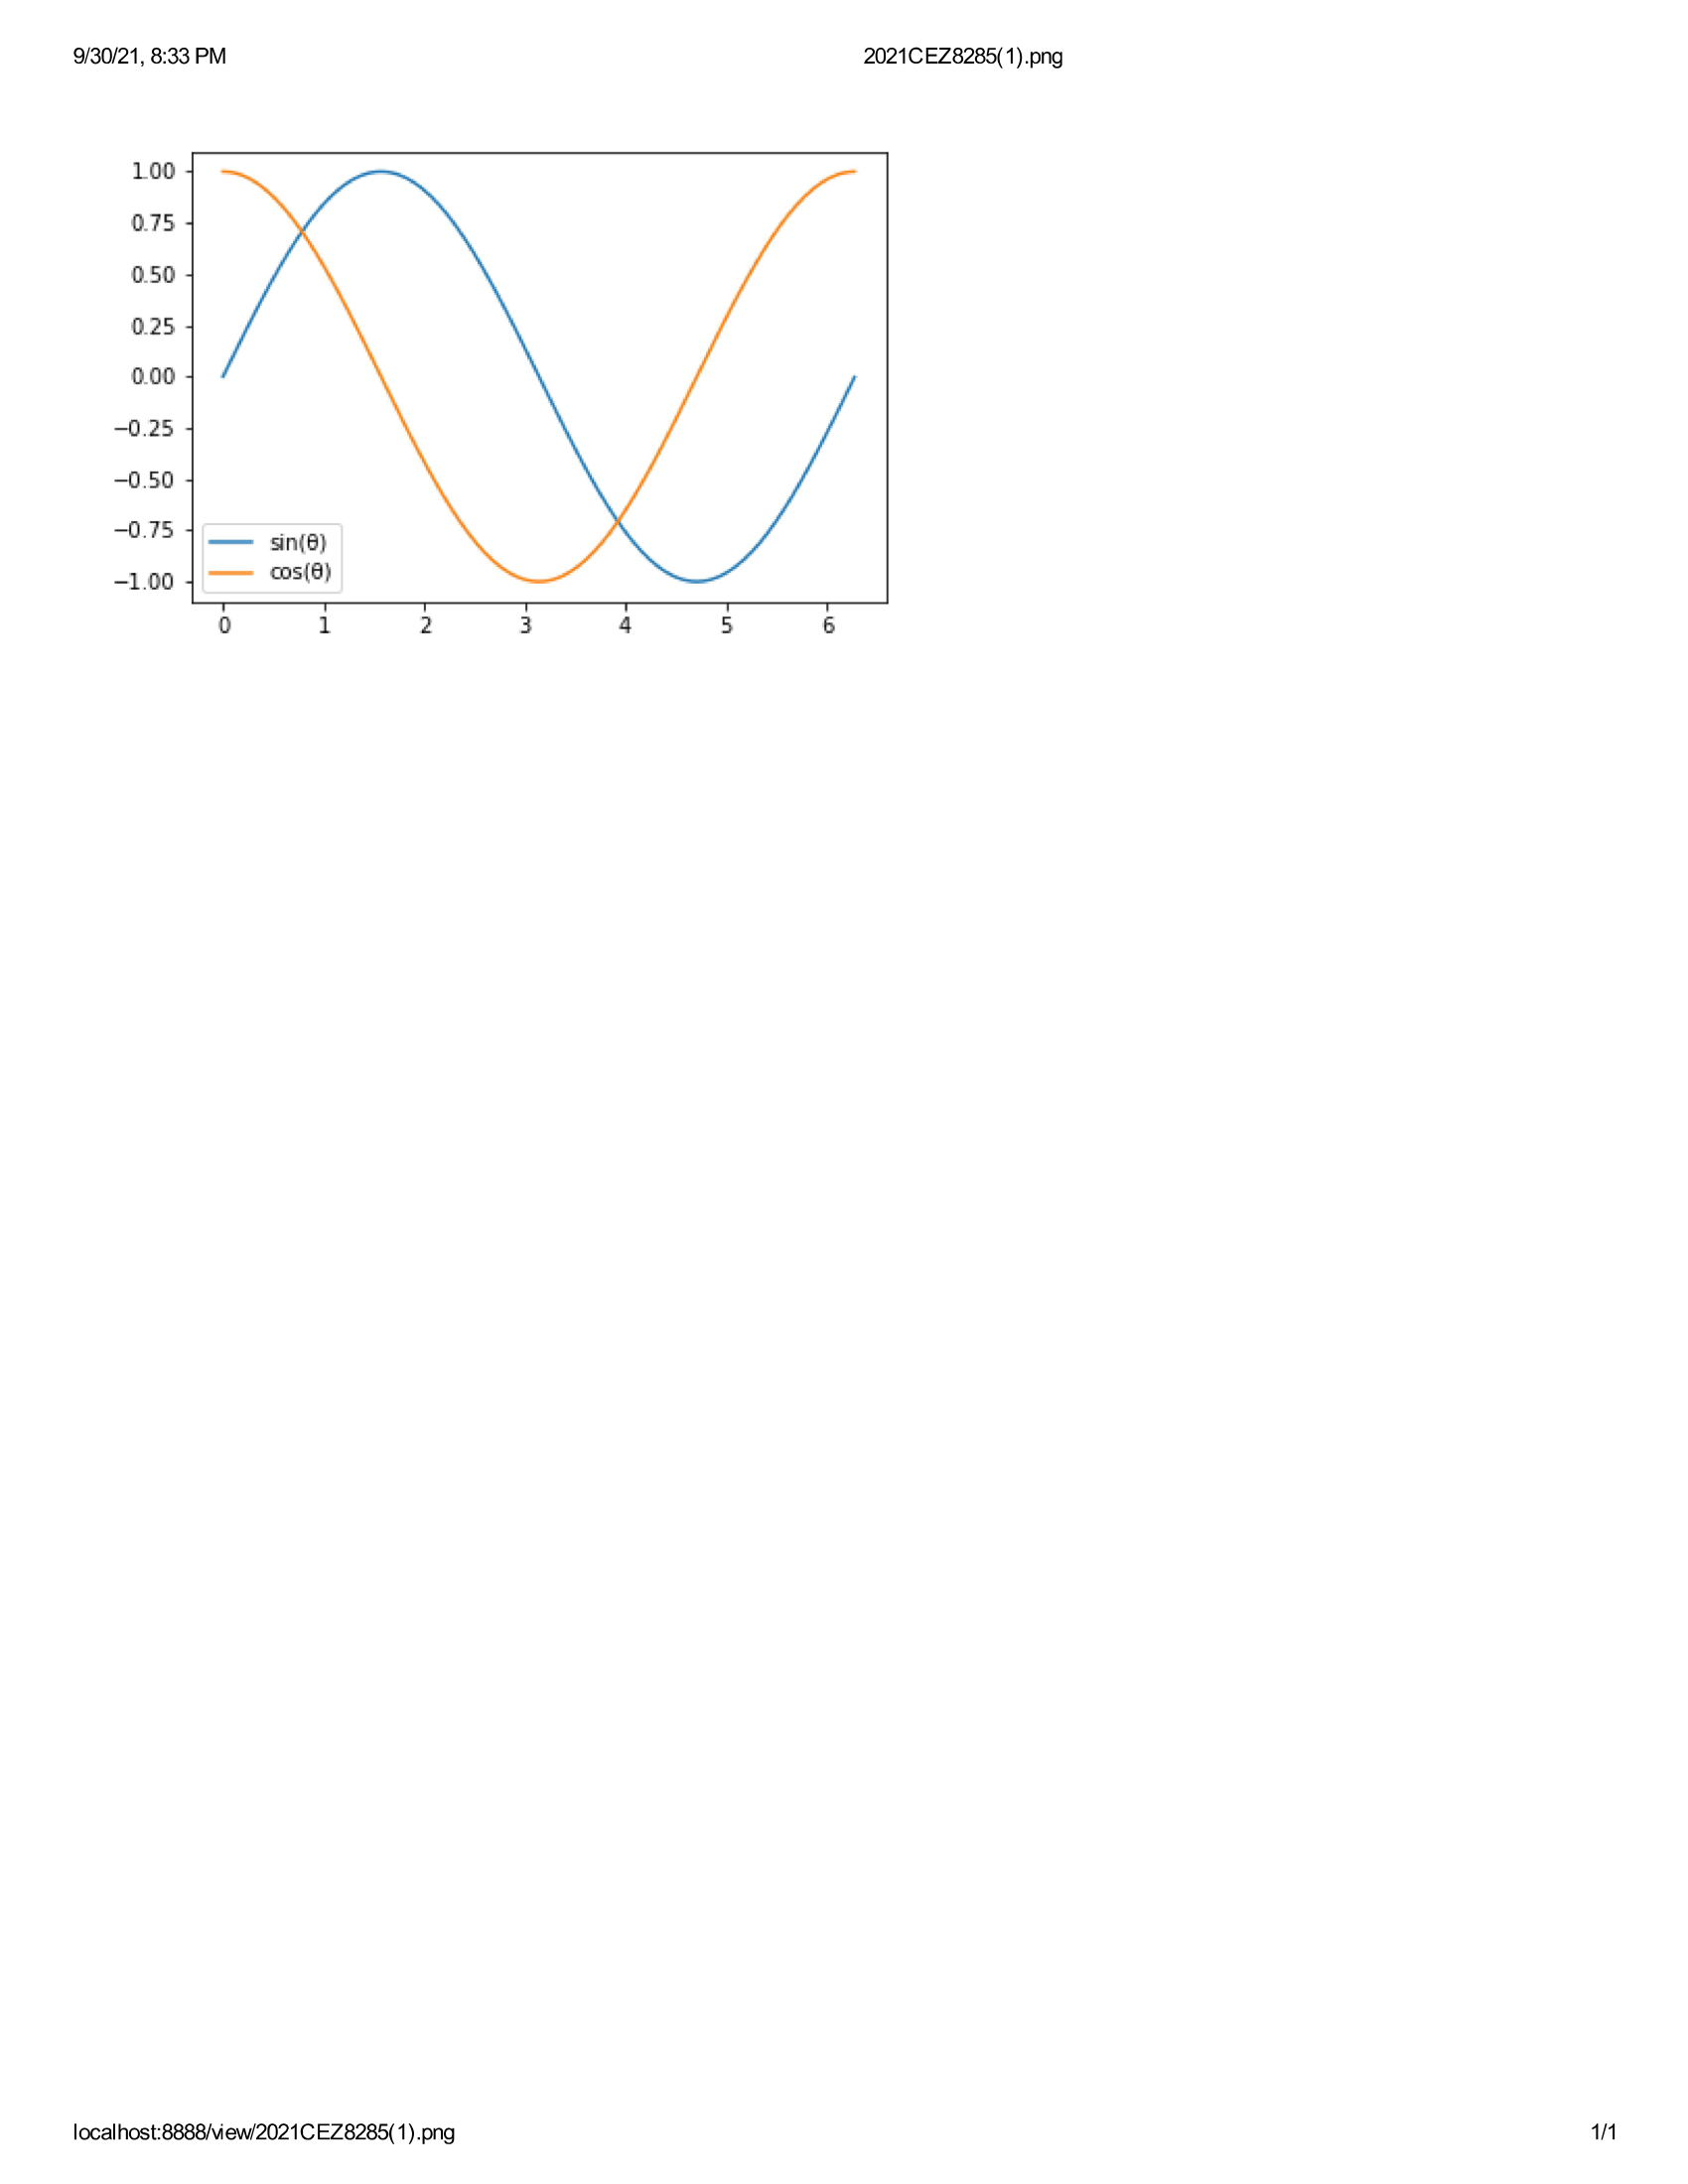 9/30/21, 8:33 PM
2021CEZ8285(1).png
1.00
0.75
0.50
0.25
0.00
−0.25
−0.50
−0.75
−1.00
sin(θ)
cos(θ)
0 1 2 3 4 5 6
localhost:8888/view/2021CEZ8285(1).png
1/1